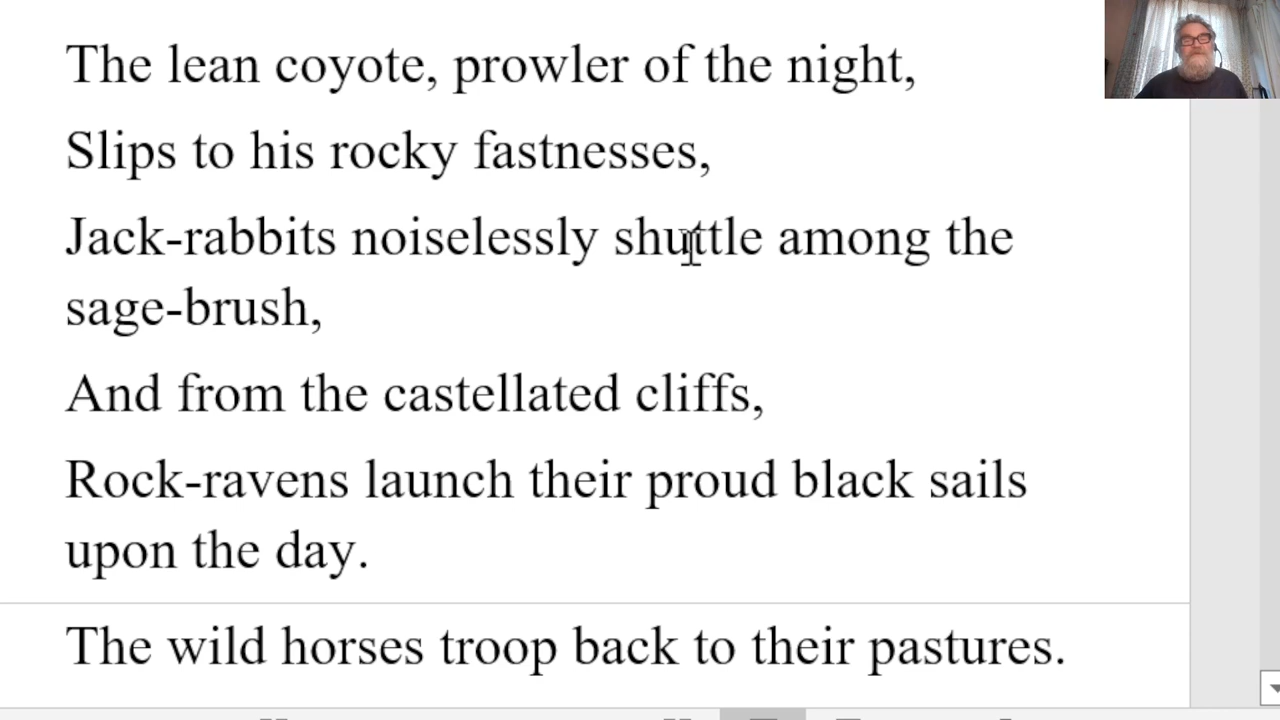 The lean coyote, prowler of the night,
Slips to his rocky fastnesses,
Jack-rabbits noiselessly shuttle among the
sage-brush,
And from the castellated cliffs,
Rock-ravens launch their proud black sails
upon the day.
The wild horses troop back to their pastures.